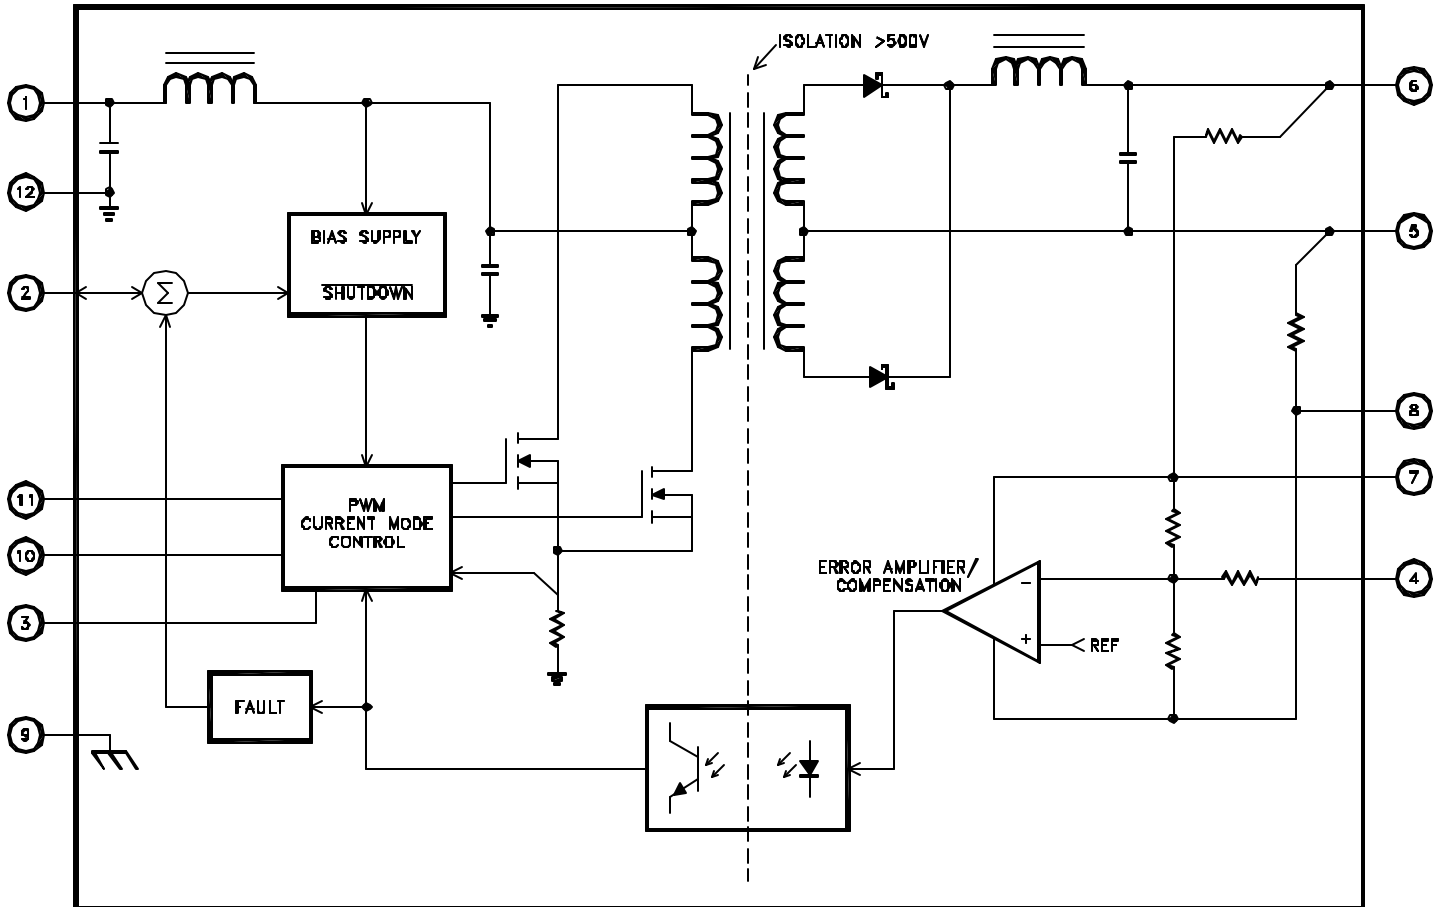 ISOLATION >500V
1
6
12
BIAS SUPPLY
5
2
Σ
SHUTDOWN
8
7
11
PWM
CURRENT MODE
CONTROL
10
ERROR AMPLIFIER/
COMPENSATION
−
4
3
+
REF
FAULT
9